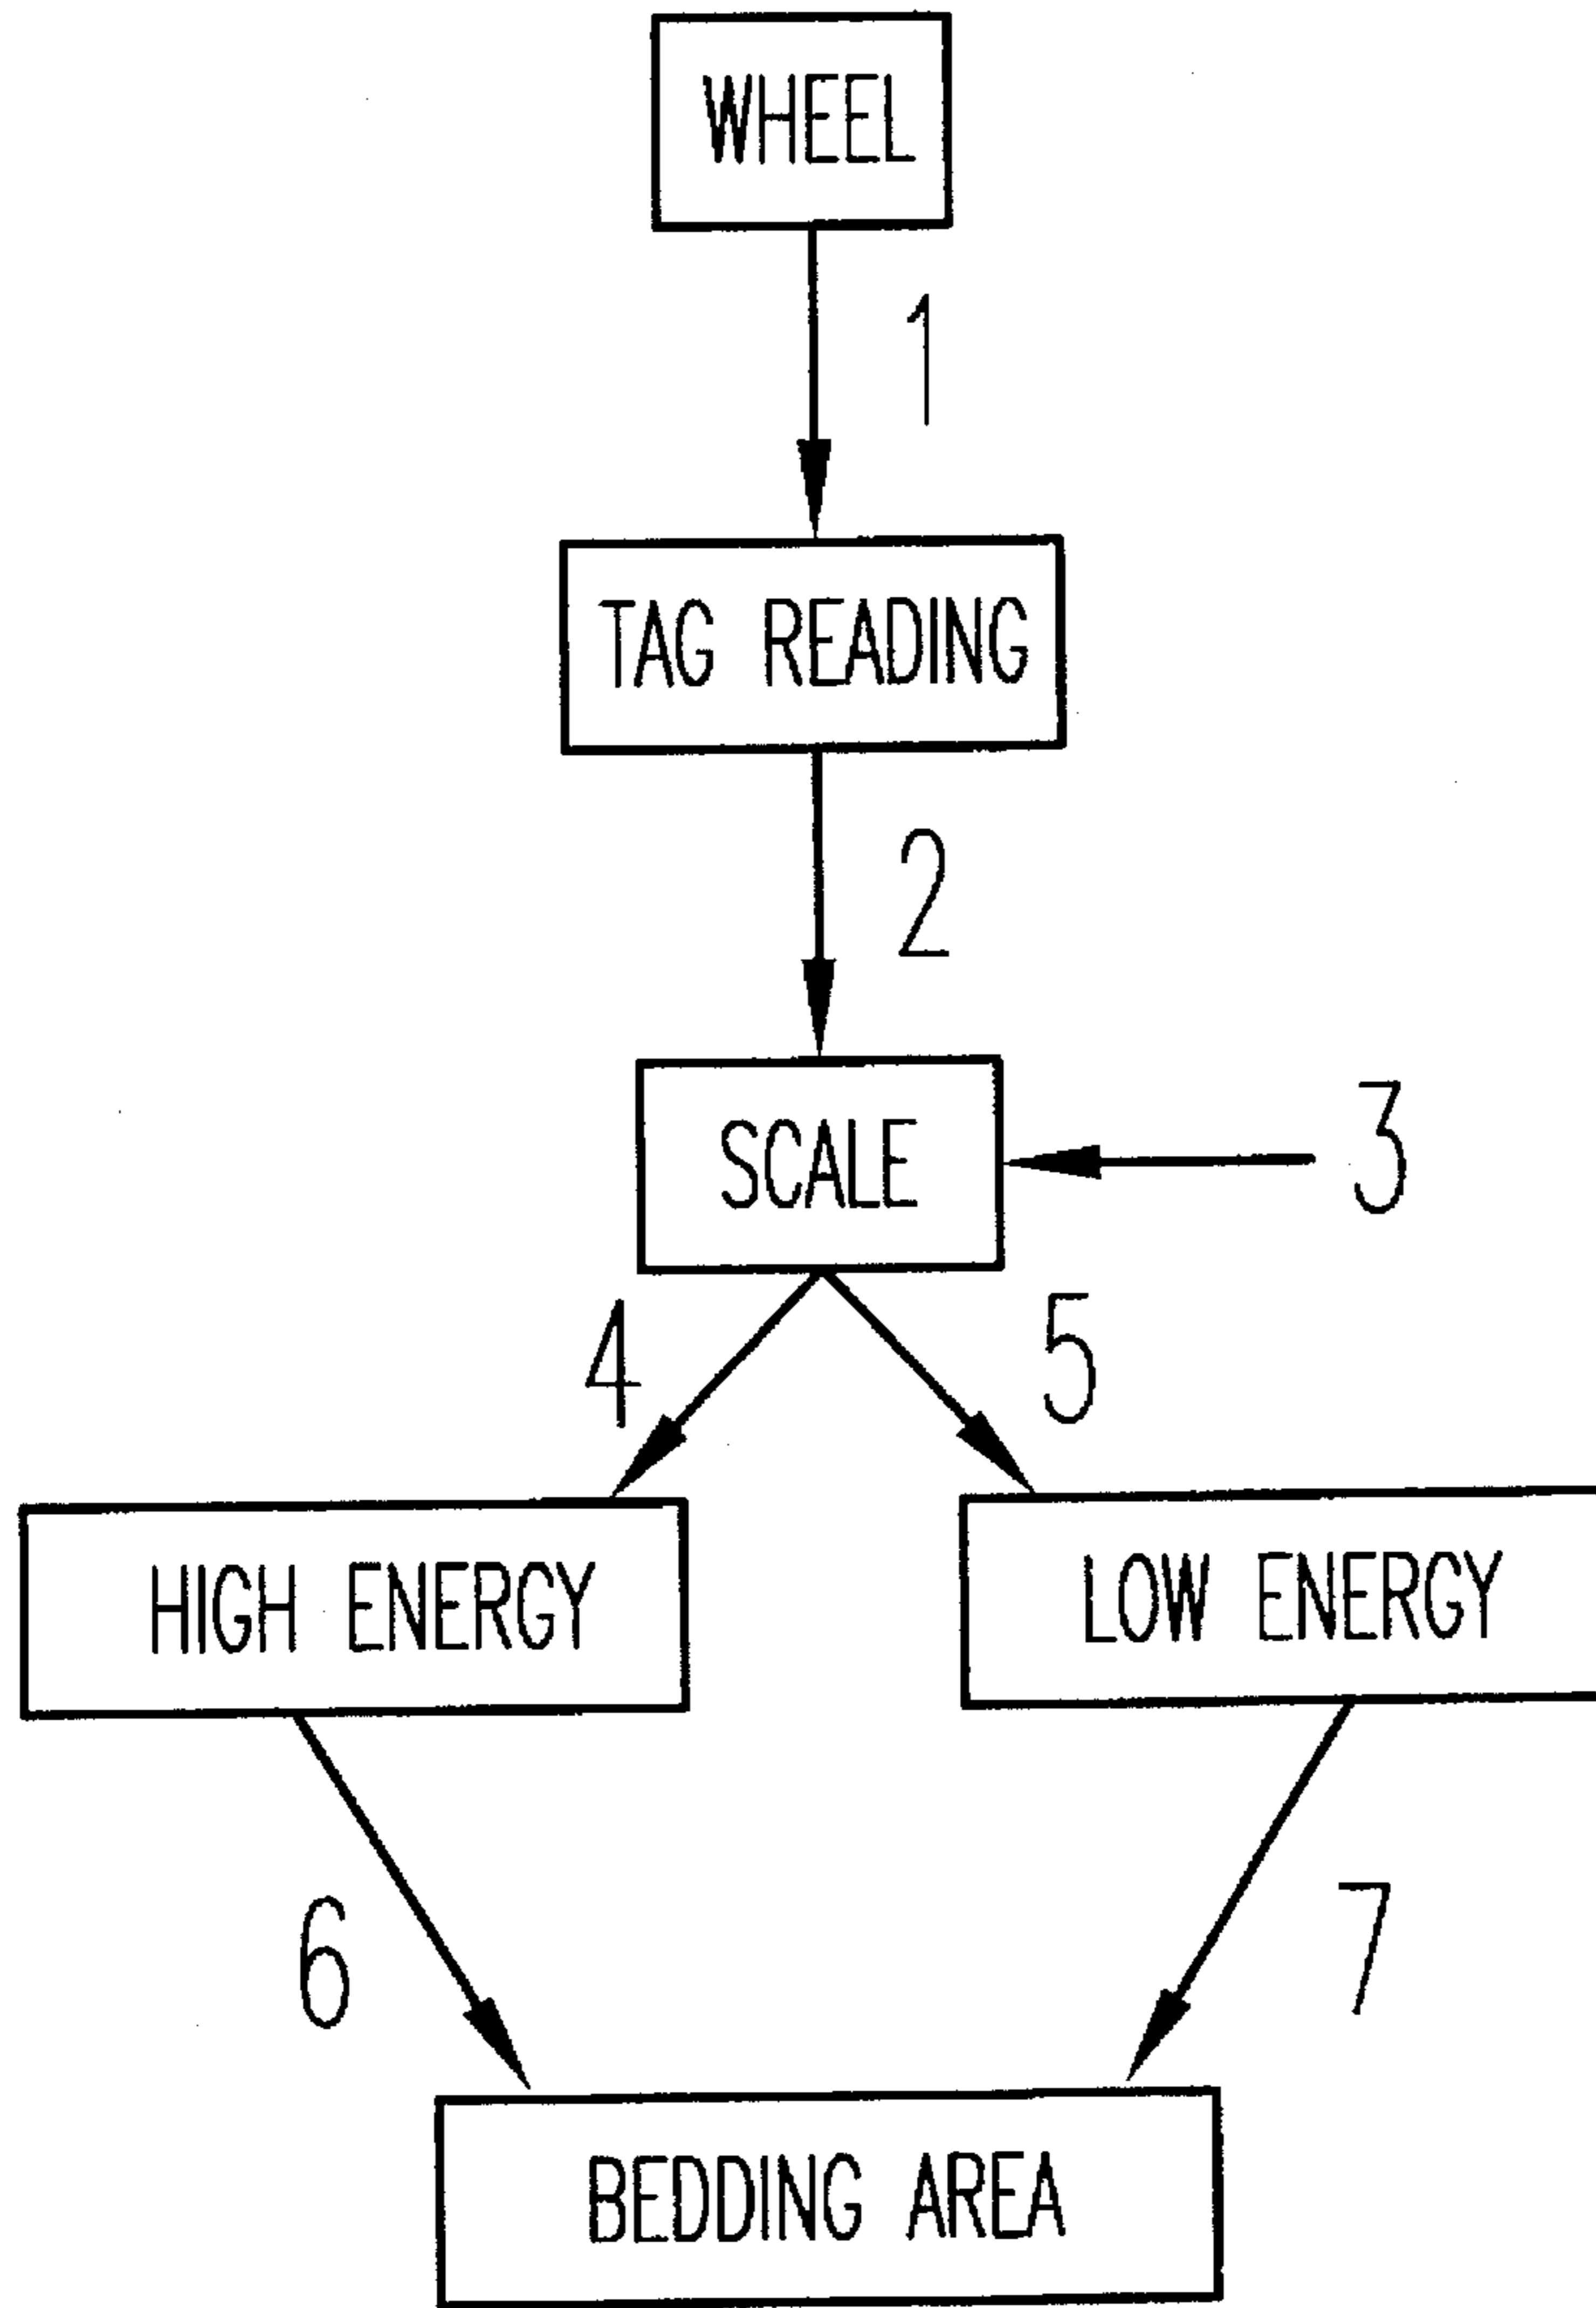 WHEEL
1
TAG READING
2
SCALE
3
4
5
HIGH ENERGY
LOW ENERGY
6
7
BEDDING AREA